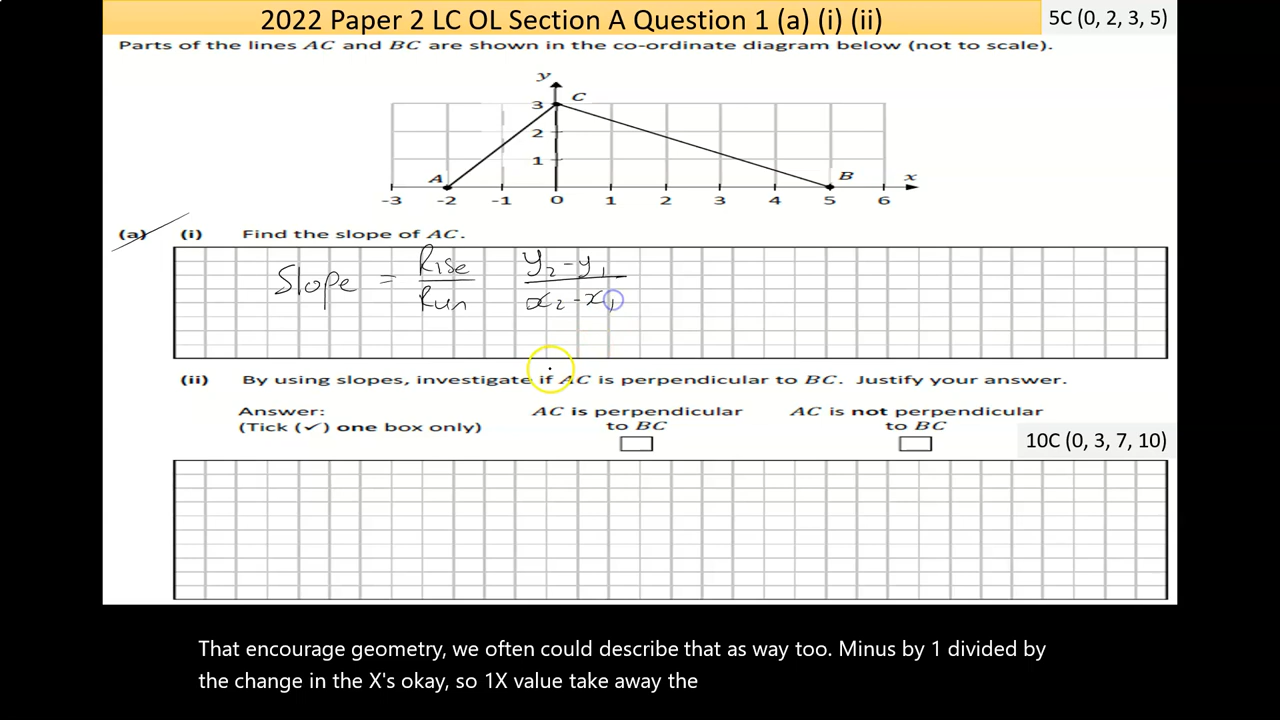 2022 Paper 2 LC OL Section A Question 1 (a) (i) (ii)
5C (0, 2, 3, 5)
Parts of the lines AC and BC are shown in the co-ordinate diagram below (not to scale).
y
C
3
2
1
A
B
x
-3 -2 -1 0 1 2 3 4 5 6
(a) (i) Find the slope of AC.
Slope = Rise / Run y₂ - y₁ / x₂ - x₁
(ii) By using slopes, investigate if AC is perpendicular to BC. Justify your answer.
Answer: AC is perpendicular AC is not perpendicular
(Tick (✓) one box only) to BC to BC
10C (0, 3, 7, 10)
That encourage geometry, we often could describe that as way too. Minus by 1 divided by
the change in the X's okay, so 1X value take away the